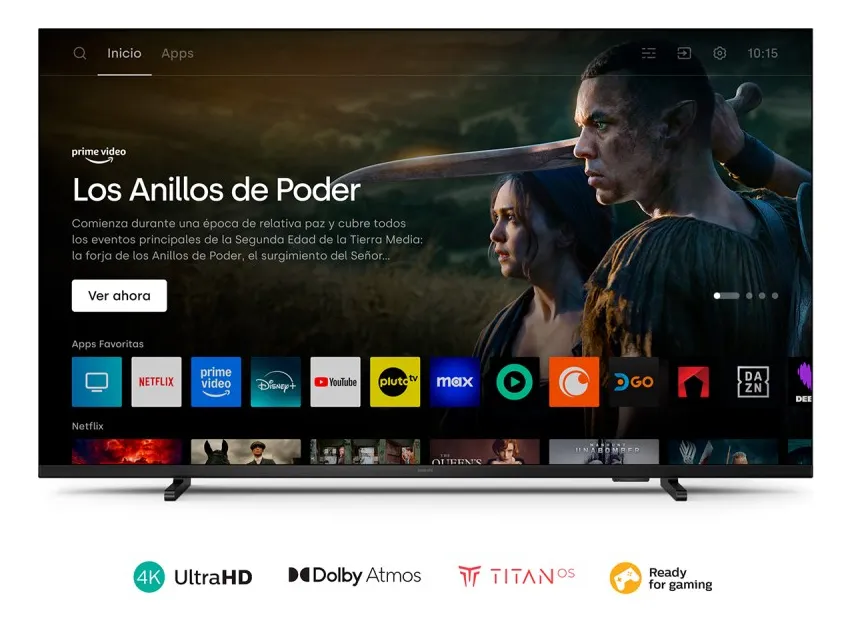 Inicio Apps 10:15
prime video
Los Anillos de Poder
Comienza durante una época de relativa paz y cubre todos
los eventos principales de la Segunda Edad de la Tierra Media:
la forja de los Anillos de Poder, el surgimiento del Señor...
Ver ahora
Apps Favoritas
NETFLIX prime video Disney+ YouTube pluto tv max DGO DAZN DEE
Netflix
QUEEN'S UNABOMBER
PHILIPS
4K UltraHD Dolby Atmos TITAN OS Ready for gaming